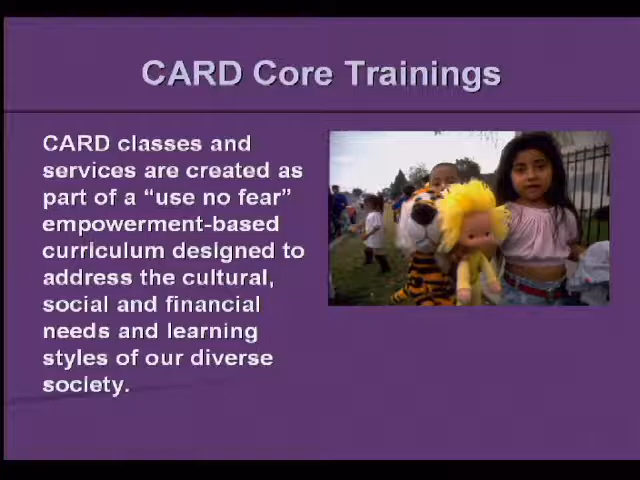 CARD Core Trainings
CARD classes and
services are created as
part of a “use no fear”
empowerment-based
curriculum designed to
address the cultural,
social and financial
needs and learning
styles of our diverse
society.